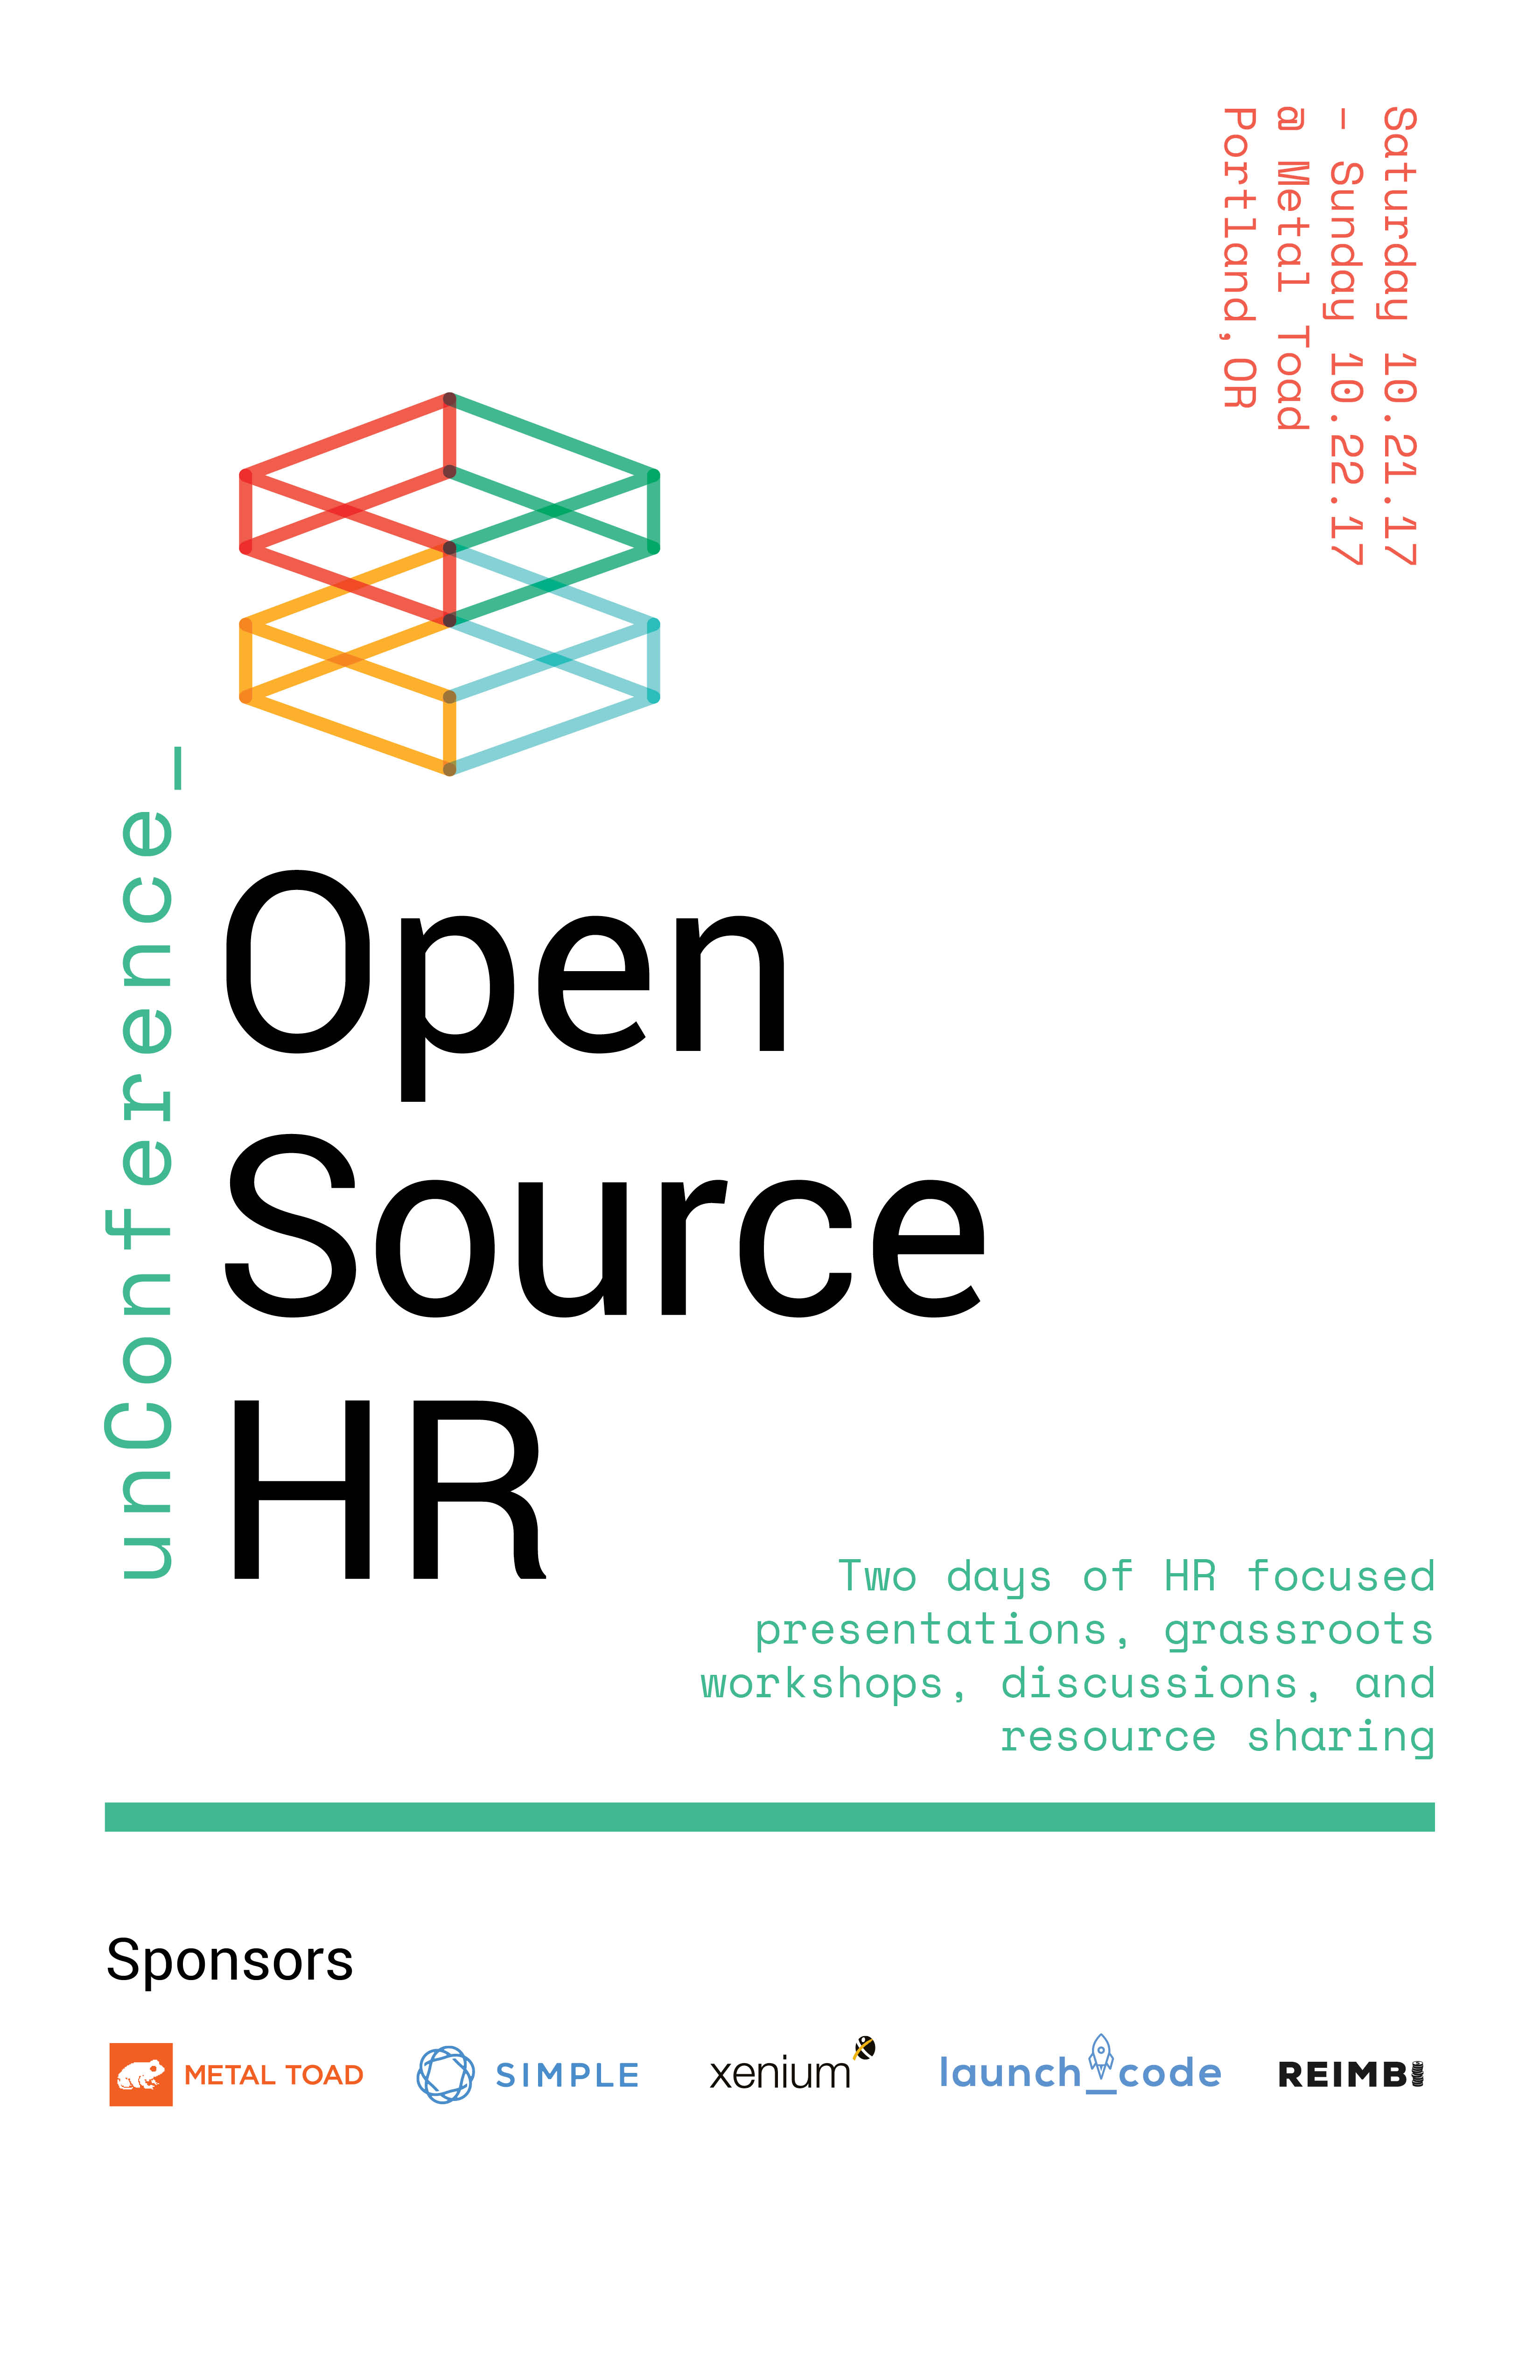 Saturday 10.21.17
– Sunday 10.22.17
@ Metal Toad
Portland,OR
unConference_
Open
Source
HR
Two days of HR focused
presentations, grassroots
workshops, discussions, and
resource sharing
Sponsors
METAL TOAD
SIMPLE
xenium
launch_code
REIMBI